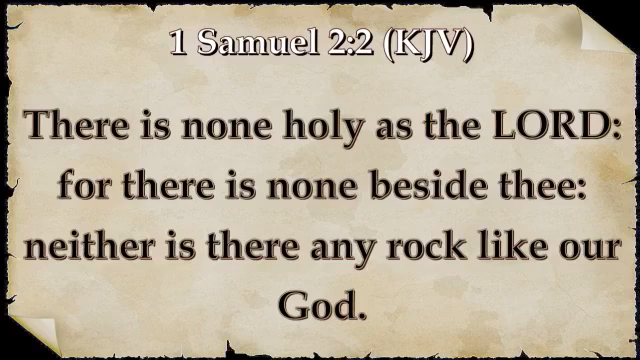 1 Samuel 2:2 (KJV)
There is none holy as the LORD:
for there is none beside thee:
neither is there any rock like our
God.